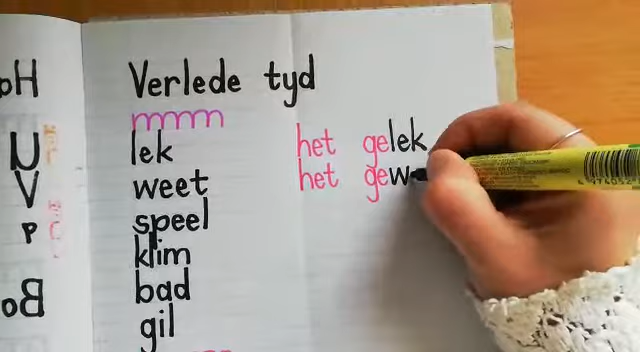 Verlede tyd
lek het gelek
weet het gew
speel
klim
bad
gil